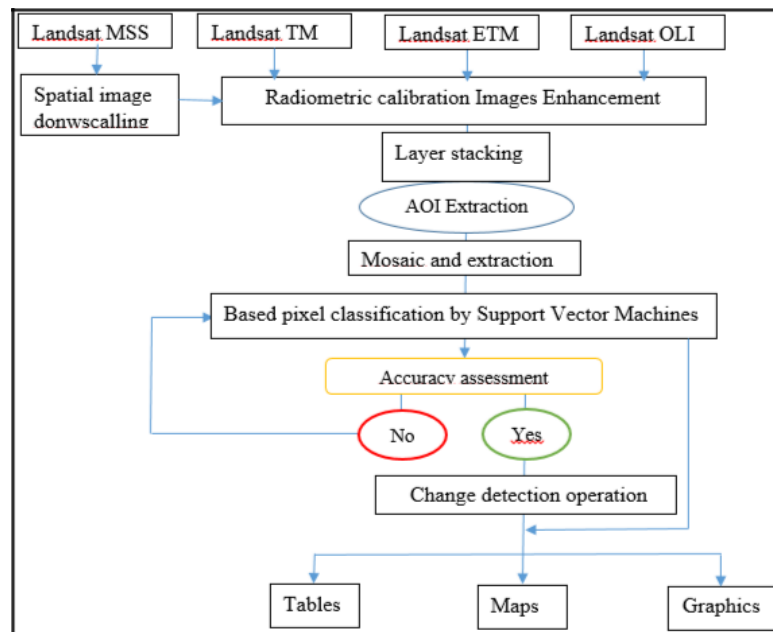 Landsat MSS
Landsat TM
Landsat ETM
Landsat OLI
Spatial image
donwscalling
Radiometric calibration Images Enhancement
Layer stacking
AOI Extraction
Mosaic and extraction
Based pixel classification by Support Vector Machines
Accuracy assessment
No
Yes
Change detection operation
Tables
Maps
Graphics